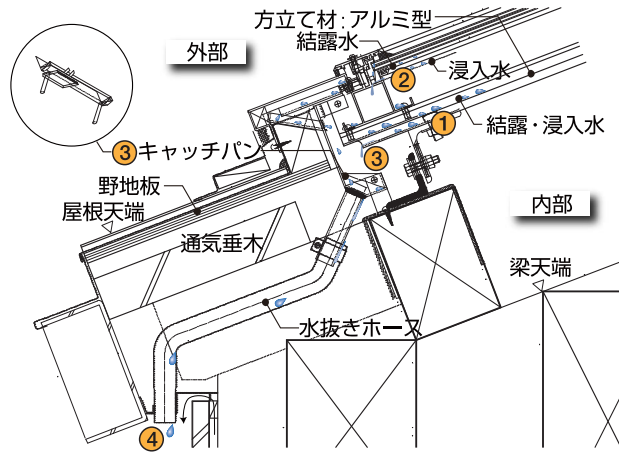 方立て材:アルミ型
結露水
外部
②
浸入水
①
結露・浸入水
③キャッチパン
③
野地板
屋根天端
通気垂木
内部
梁天端
水抜きホース
④